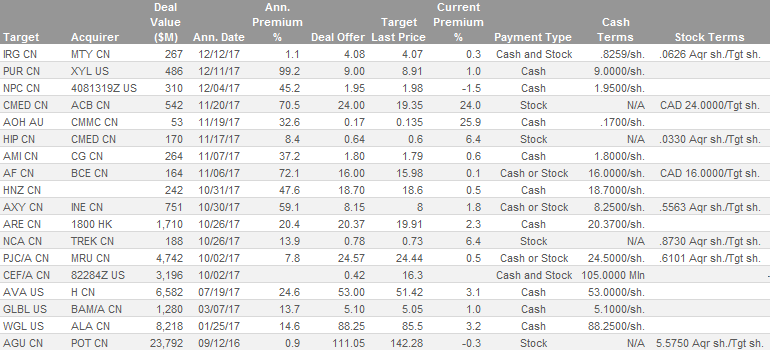 Target Acquirer Deal Value ($M) Ann. Date Ann. Premium % Deal Offer Target Last Price Current Premium % Payment Type Cash Terms Stock Terms
IRG CN MTY CN 267 12/12/17 1.1 4.08 4.07 0.3 Cash and Stock .8259/sh. .0626 Aqr sh./Tgt sh.
PUR CN XYL US 486 12/11/17 99.2 9.00 8.91 1.0 Cash 9.0000/sh.
NPC CN 4081319Z US 310 12/04/17 45.2 1.95 1.98 -1.5 Cash 1.9500/sh.
CMED CN ACB CN 542 11/20/17 70.5 24.00 19.35 24.0 Stock N/A CAD 24.0000/Tgt sh.
AOH AU CMMC CN 53 11/19/17 32.6 0.17 0.135 25.9 Cash .1700/sh.
HIP CN CMED CN 170 11/17/17 8.4 0.64 0.6 6.4 Stock N/A .0330 Aqr sh./Tgt sh.
AMI CN CG CN 264 11/07/17 37.2 1.80 1.79 0.6 Cash 1.8000/sh.
AF CN BCE CN 164 11/06/17 72.1 16.00 15.98 0.1 Cash or Stock 16.0000/sh. CAD 16.0000/Tgt sh.
HNZ CN 242 10/31/17 47.6 18.70 18.6 0.5 Cash 18.7000/sh.
AXY CN INE CN 751 10/30/17 59.1 8.15 8 1.8 Cash or Stock 8.2500/sh. .5563 Aqr sh./Tgt sh.
ARE CN 1800 HK 1,710 10/26/17 20.4 20.37 19.91 2.3 Cash 20.3700/sh.
NCA CN TREK CN 188 10/26/17 13.9 0.78 0.73 6.4 Stock N/A .8730 Aqr sh./Tgt sh.
PJC/A CN MRU CN 4,742 10/02/17 7.8 24.57 24.44 0.5 Cash or Stock 24.5000/sh. .6101 Aqr sh./Tgt sh.
CEF/A CN 82284Z US 3,196 10/02/17 0.42 16.3 Cash and Stock 105.0000 Mln -
AVA US H CN 6,582 07/19/17 24.6 53.00 51.42 3.1 Cash 53.0000/sh.
GLBL US BAM/A CN 1,280 03/07/17 13.7 5.10 5.05 1.0 Cash 5.1000/sh.
WGL US ALA CN 8,218 01/25/17 14.6 88.25 85.5 3.2 Cash 88.2500/sh.
AGU CN POT CN 23,792 09/12/16 0.9 111.05 142.28 -0.3 Stock N/A 5.5750 Aqr sh./Tgt sh.